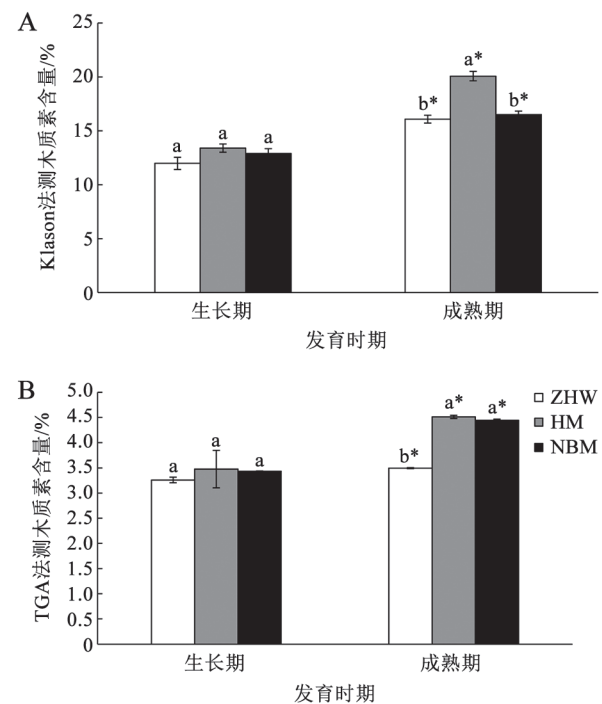 A
Klason法测木质素含量/%
25
20
15
10
5
0
a
a
a
b*
a*
b*
生长期
成熟期
发育时期
B
TGA法测木质素含量/%
5.0
4.5
4.0
3.5
3.0
2.5
2.0
1.5
1.0
0.5
0
a
a
a
b*
a*
a*
ZHW
HM
NBM
生长期
成熟期
发育时期